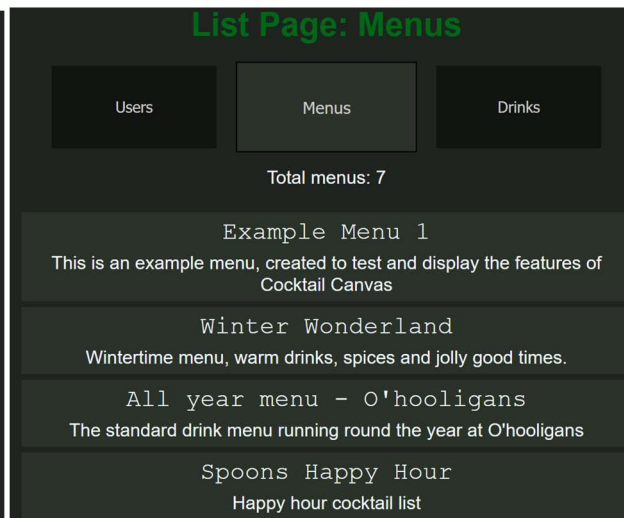 List Page: Menus
Users
Menus
Drinks
Total menus: 7
Example Menu 1
This is an example menu, created to test and display the features of
Cocktail Canvas
Winter Wonderland
Wintertime menu, warm drinks, spices and jolly good times.
All year menu - O'hooligans
The standard drink menu running round the year at O'hooligans
Spoons Happy Hour
Happy hour cocktail list